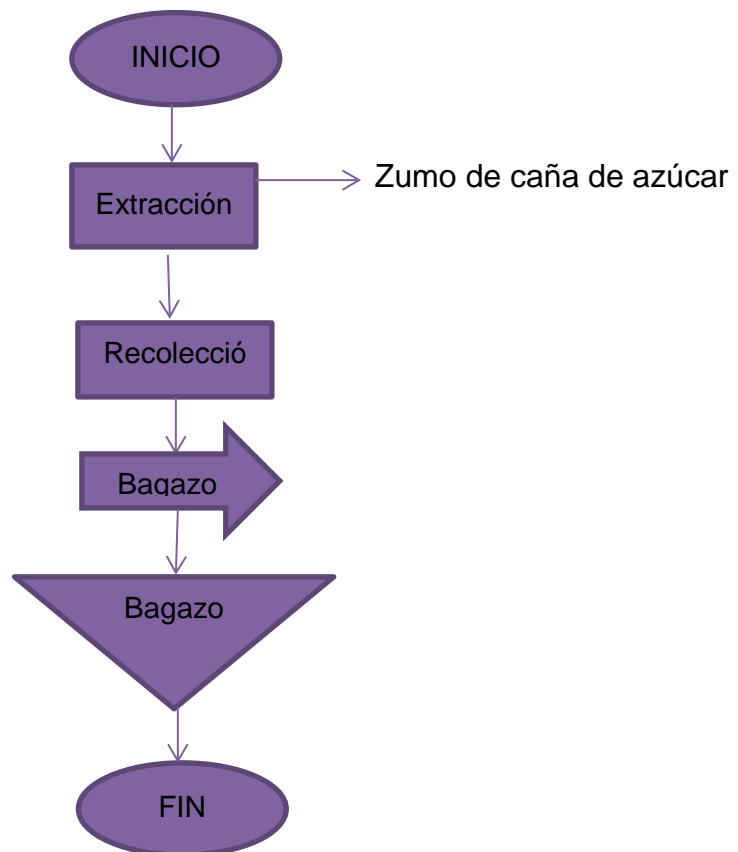 INICIO
Extracción
Zumo de caña de azúcar
Recolecció
Bagazo
Bagazo
FIN